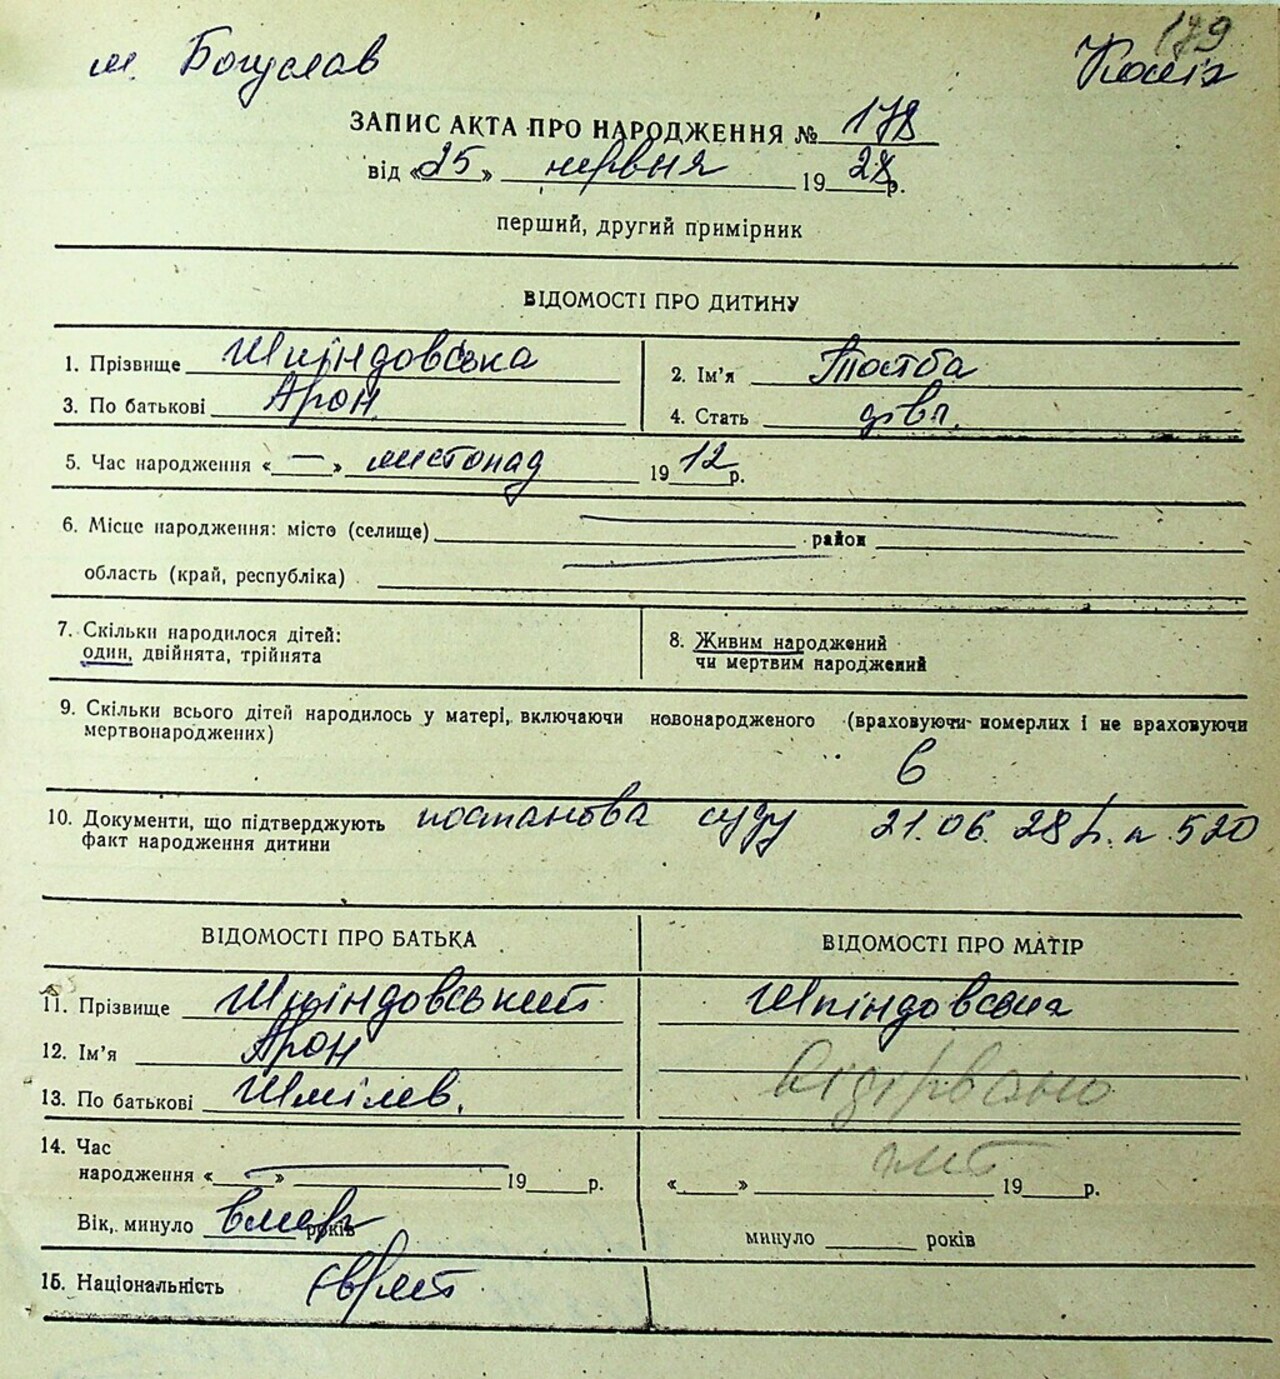 179
м. Богуслав Копія
ЗАПИС АКТА ПРО НАРОДЖЕННЯ № 178
від «25» червня 1928 р.
перший, другий примірник
ВІДОМОСТІ ПРО ДИТИНУ
1. Прізвище Шпіндовська 2. Ім'я Тойба
3. По батькові Арон. 4. Стать дівч.
5. Час народження «—» листопад 1912 р.
6. Місце народження: місто (селище) район
область (край, республіка)
7. Скільки народилося дітей: 8. Живим народжений
один, двійнята, трійнята чи мертвим народжений
9. Скільки всього дітей народилось у матері, включаючи новонародженого (враховуючи померлих і не враховуючи
мертвонароджених)
6
10. Документи, що підтверджують постанова суду 21.06.28 р. n 520
факт народження дитини
ВІДОМОСТІ ПРО БАТЬКА ВІДОМОСТІ ПРО МАТІР
11. Прізвище Шпіндовський Шпіндовська
12. Ім'я Арон
13. По батькові Шмілев. відірвано
14. Час
народження « » 19 р. « » 19 р.
Вік, минуло вмер років минуло років
15. Національність єврей